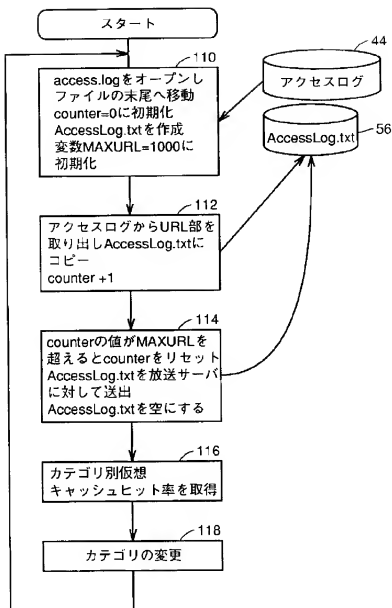 スタート
110
access.logをオープンし
ファイルの末尾へ移動
counter=0に初期化
AccessLog.txtを作成
変数MAXURL=1000に
初期化
44
アクセスログ
56
AccessLog.txt
112
アクセスログからURL部を
取り出しAccessLog.txtに
コピー
counter +1
114
counterの値がMAXURLを
超えるとcounterをリセット
AccessLog.txtを放送サーバ
に対して送出
AccessLog.txtを空にする
116
カテゴリ別仮想
キャッシュヒット率を取得
118
カテゴリの変更